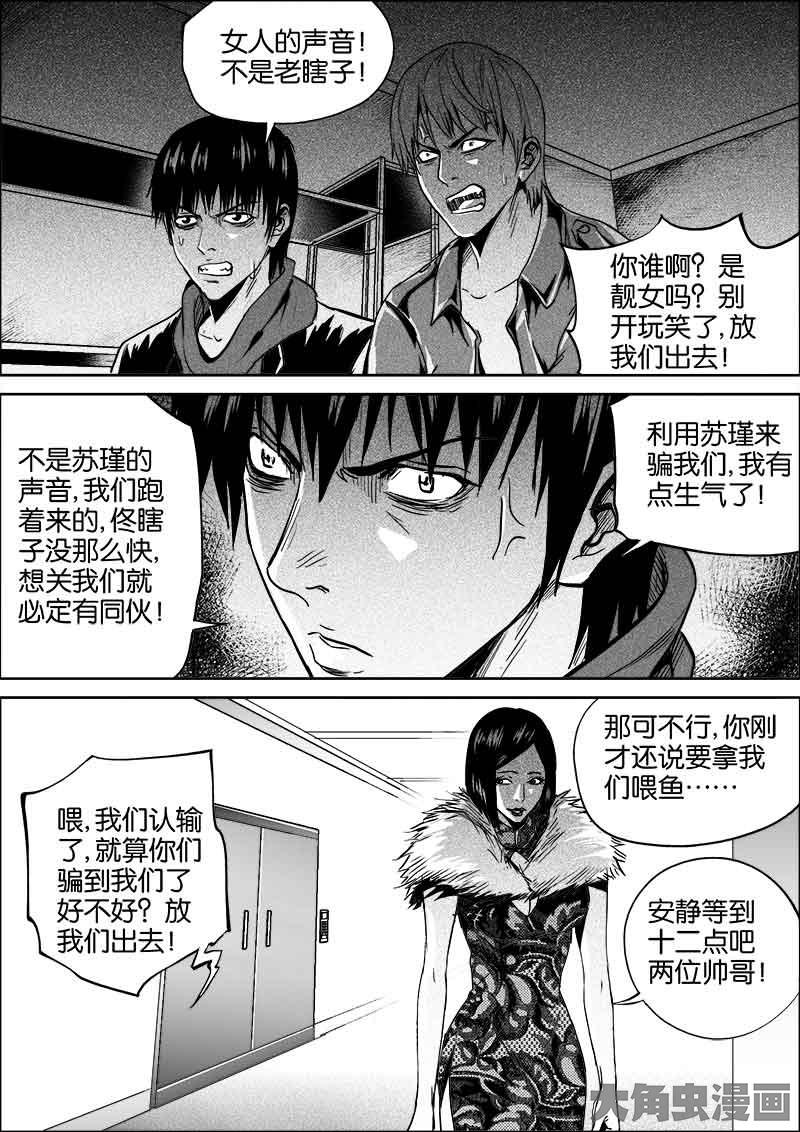 女人的声音！
不是老瞎子！
你谁啊？是
靓女吗？别
开玩笑了，放
我们出去！
不是苏瑾的
声音，我们跑
着来的，佟瞎
子没那么快，
想关我们就
必定有同伙！
利用苏瑾来
骗我们，我有
点生气了！
那可不行，你刚
才还说要拿我
们喂鱼……
喂，我们认输
了，就算你们
骗到我们了
好不好？放
我们出去！
安静等到
十二点吧
两位帅哥！
大角虫漫画